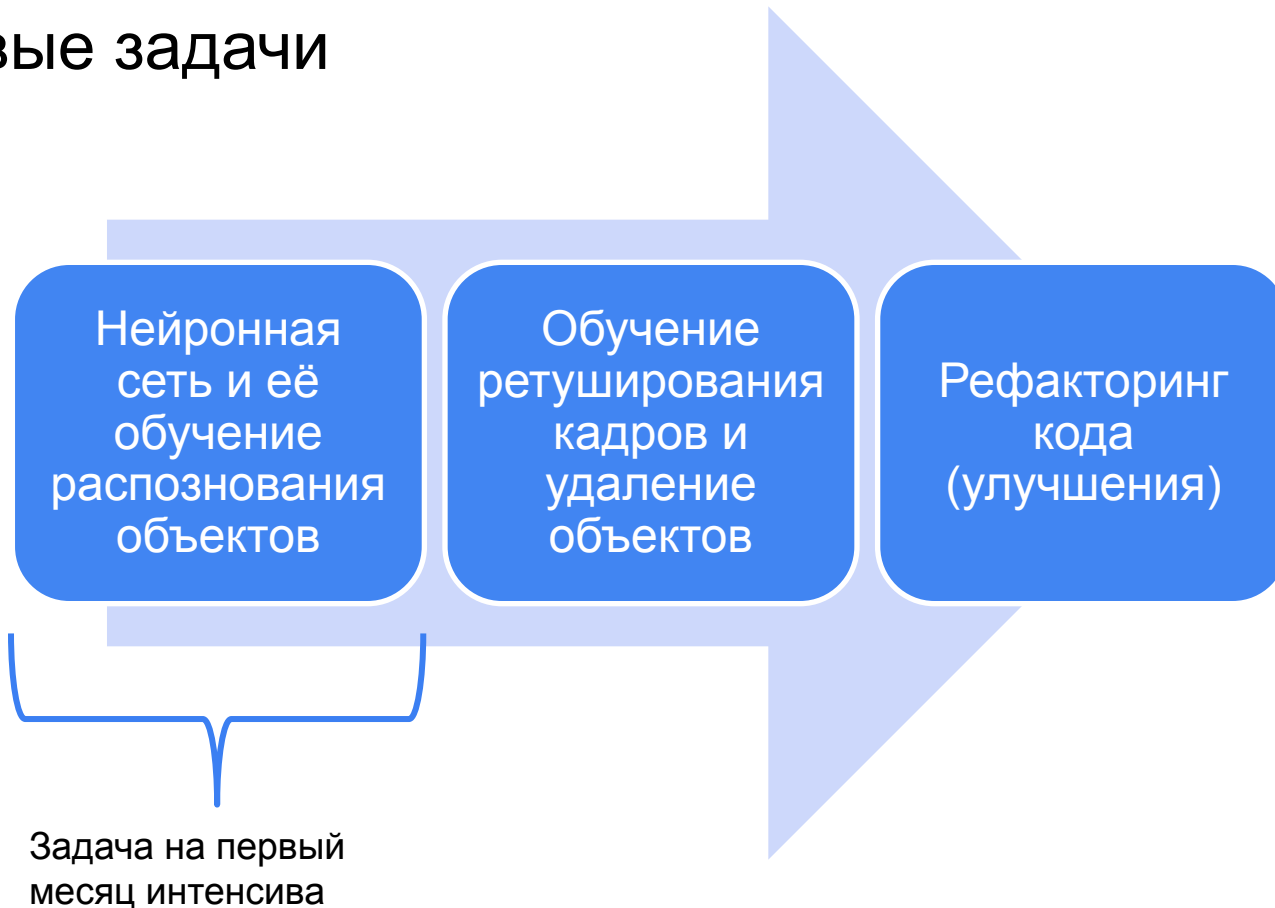 вые задачи
Нейронная
сеть и её
обучение
распознования
объектов
Обучение
ретуширования
кадров и
удаление
объектов
Рефакторинг
кода
(улучшения)
Задача на первый
месяц интенсива